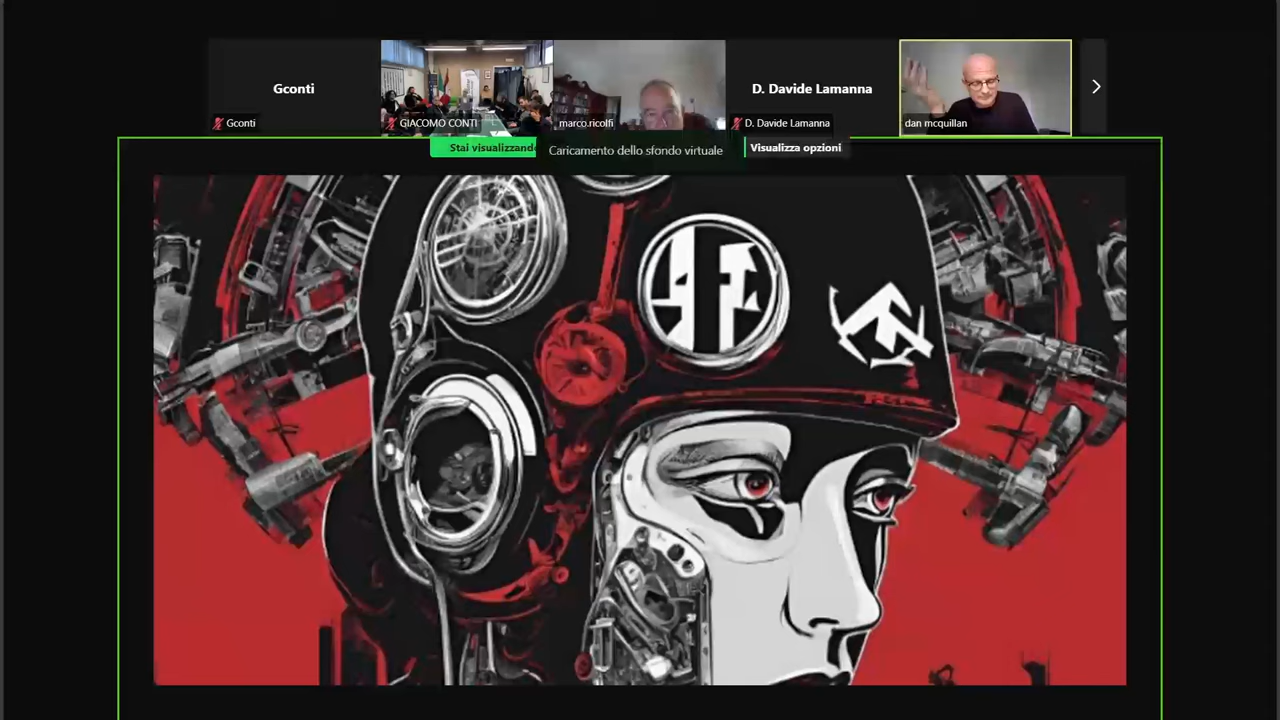 Gconti
D. Davide Lamanna
Gconti
GIACOMO CONTI
marco.ricolfi
D. Davide Lamanna
dan mcquillan
Stai visualizzando
Caricamento dello sfondo virtuale
Visualizza opzioni